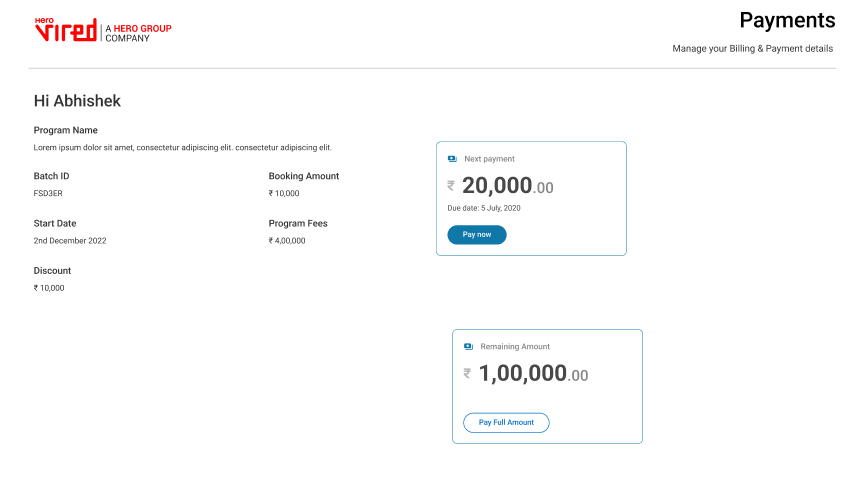 Hero
vired
A HERO GROUP
COMPANY
Payments
Manage your Billing & Payment details
Hi Abhishek
Program Name
Lorem ipsum dolor sit amet, consectetur adipiscing elit. consectetur adipiscing elit.
Batch ID
Booking Amount
FSD3ER
₹ 10,000
Start Date
Program Fees
2nd December 2022
₹ 4,00,000
Discount
₹ 10,000
Next payment
₹ 20,000.00
Due date: 5 July, 2020
Pay now
Remaining Amount
₹ 1,00,000.00
Pay Full Amount